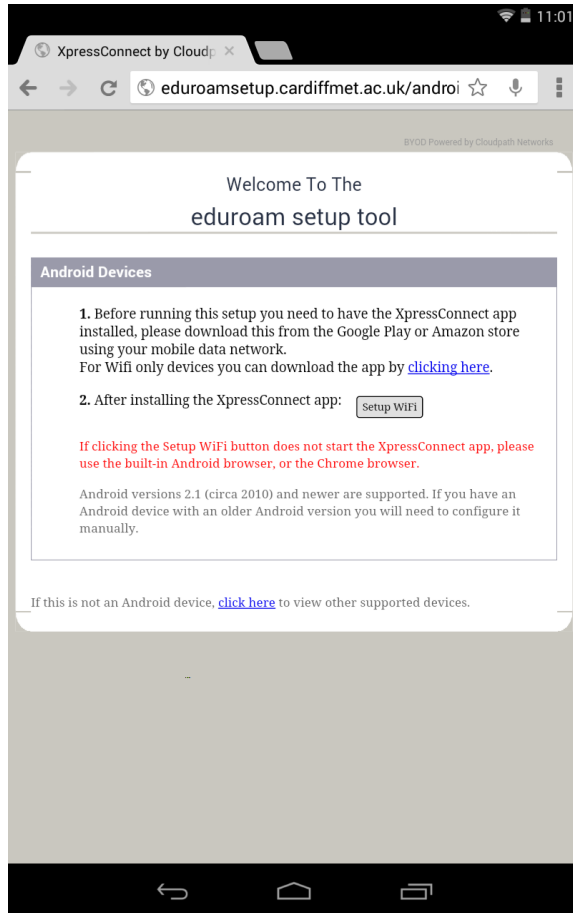 11:01
XpressConnect by Cloudp
eduroamsetup.cardiffmet.ac.uk/androi
BYOD Powered by Cloudpath Networks
Welcome To The
eduroam setup tool
Android Devices
1. Before running this setup you need to have the XpressConnect app
installed, please download this from the Google Play or Amazon store
using your mobile data network.
For Wifi only devices you can download the app by clicking here.
2. After installing the XpressConnect app: Setup WiFi
If clicking the Setup WiFi button does not start the XpressConnect app, please
use the built-in Android browser, or the Chrome browser.
Android versions 2.1 (circa 2010) and newer are supported. If you have an
Android device with an older Android version you will need to configure it
manually.
If this is not an Android device, click here to view other supported devices.
...